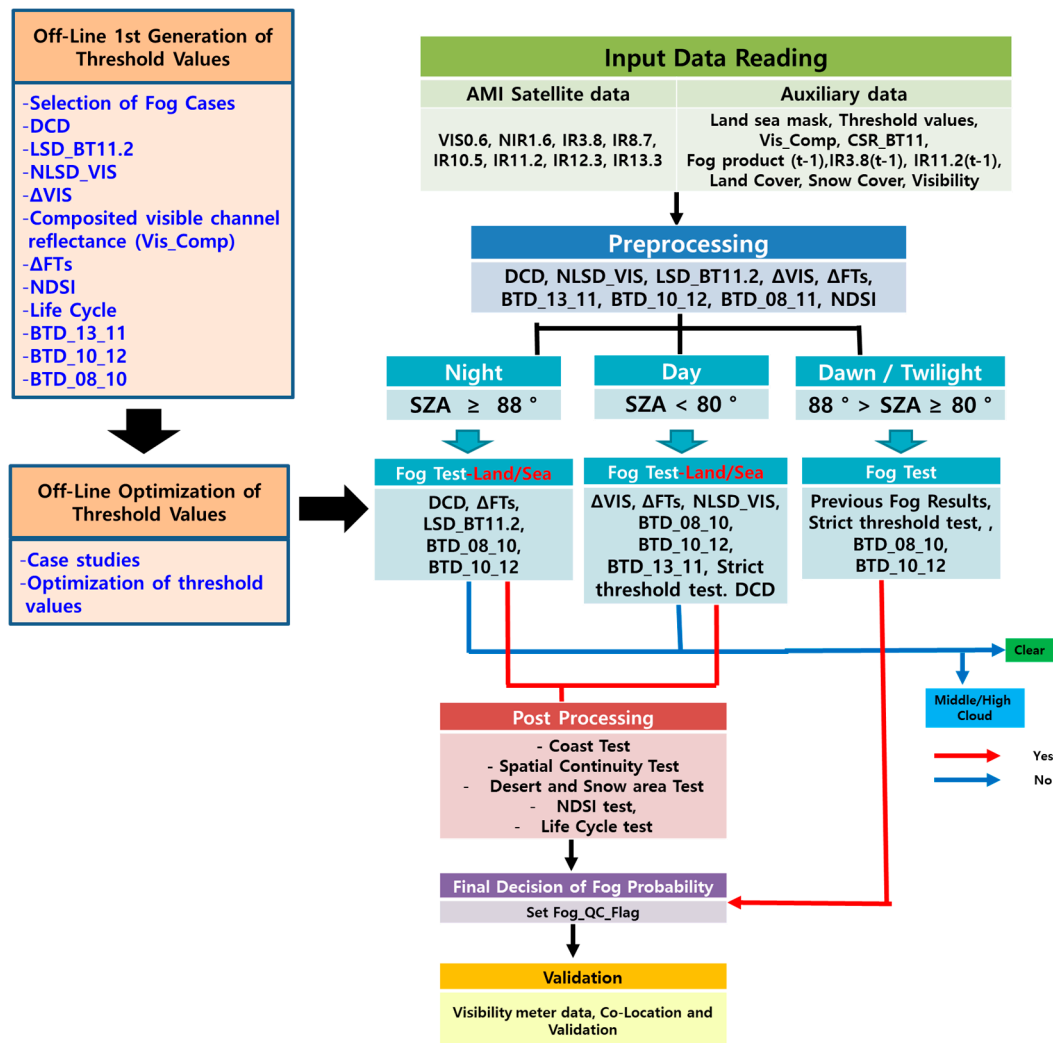 Off-Line 1st Generation of
Threshold Values
-Selection of Fog Cases
-DCD
-LSD_BT11.2
-NLSD_VIS
-ΔVIS
-Composited visible channel
reflectance (Vis_Comp)
-ΔFTs
-NDSI
-Life Cycle
-BTD_13_11
-BTD_10_12
-BTD_08_10
Off-Line Optimization of
Threshold Values
-Case studies
-Optimization of threshold
values
Input Data Reading
AMI Satellite data
VIS0.6, NIR1.6, IR3.8, IR8.7,
IR10.5, IR11.2, IR12.3, IR13.3
Auxiliary data
Land sea mask, Threshold values,
Vis_Comp, CSR_BT11,
Fog product (t-1),IR3.8(t-1), IR11.2(t-1),
Land Cover, Snow Cover, Visibility
Preprocessing
DCD, NLSD_VIS, LSD_BT11.2, ΔVIS, ΔFTs,
BTD_13_11, BTD_10_12, BTD_08_11, NDSI
Night
SZA ≥ 88 °
Day
SZA < 80 °
Dawn / Twilight
88 ° > SZA ≥ 80 °
Fog Test-Land/Sea
DCD, ΔFTs,
LSD_BT11.2,
BTD_08_10,
BTD_10_12
Fog Test-Land/Sea
ΔVIS, ΔFTs, NLSD_VIS,
BTD_08_10,
BTD_10_12,
BTD_13_11, Strict
threshold test. DCD
Fog Test
Previous Fog Results,
Strict threshold test, ,
BTD_08_10,
BTD_10_12
Clear
Middle/High
Cloud
Yes
No
Post Processing
- Coast Test
- Spatial Continuity Test
- Desert and Snow area Test
- NDSI test,
- Life Cycle test
Final Decision of Fog Probability
Set Fog_QC_Flag
Validation
Visibility meter data, Co-Location and
Validation